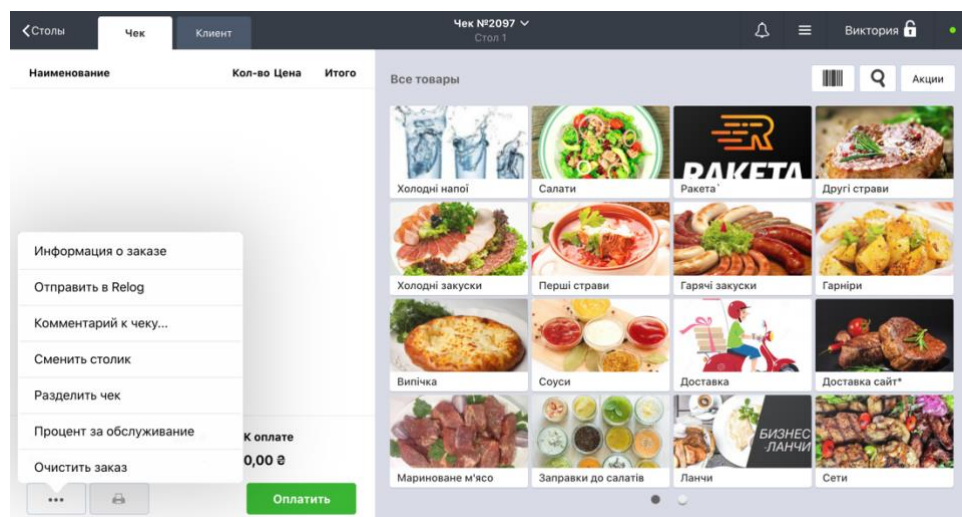 Столы
Чек
Клиент
Чек №2097
Стол 1
Виктория
Наименование
Кол-во Цена
Итого
Все товары
Акции
RAKETA
Холодні напої
Салати
Ракета`
Другі страви
Холодні закуски
Перші страви
Гарячі закуски
Гарніри
Випічка
Соуси
Доставка
Доставка сайт*
БИЗНЕС
-ЛАНЧИ
Мариноване м'ясо
Заправки до салатів
Ланчи
Сети
Информация о заказе
Отправить в Relog
Комментарий к чеку...
Сменить столик
Разделить чек
Процент за обслуживание
Очистить заказ
К оплате
0,00 ₴
Оплатить